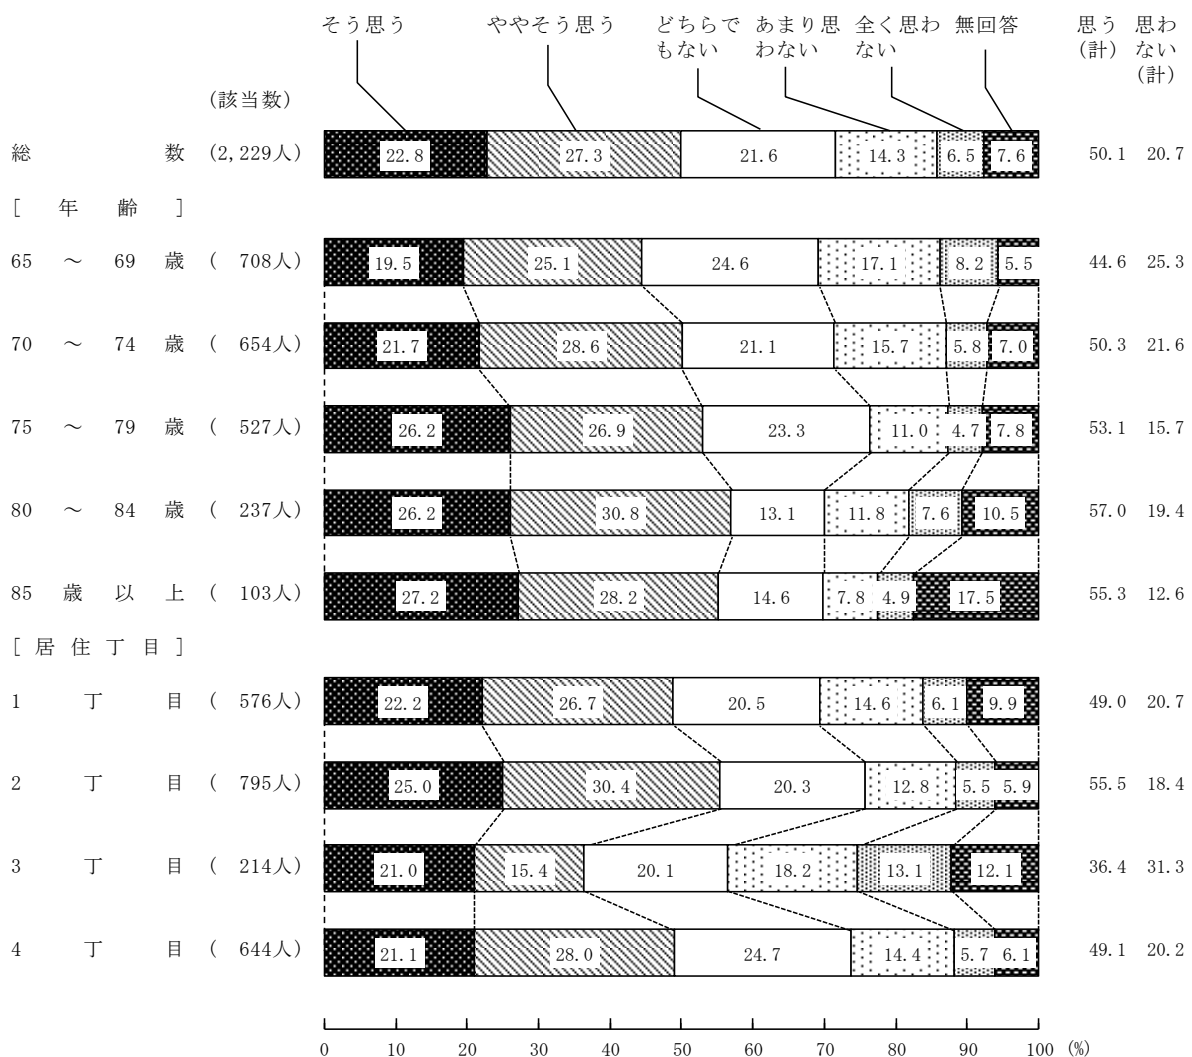 そう思う ややそう思う どちらで あまり思 全く思わ 無回答 思う 思わ
もない わない ない (計) ない
(計)
(該当数)
総 数 (2,229人) 22.8 27.3 21.6 14.3 6.5 7.6 50.1 20.7
[ 年 齢 ]
65 ～ 69 歳 ( 708人) 19.5 25.1 24.6 17.1 8.2 5.5 44.6 25.3
70 ～ 74 歳 ( 654人) 21.7 28.6 21.1 15.7 5.8 7.0 50.3 21.6
75 ～ 79 歳 ( 527人) 26.2 26.9 23.3 11.0 4.7 7.8 53.1 15.7
80 ～ 84 歳 ( 237人) 26.2 30.8 13.1 11.8 7.6 10.5 57.0 19.4
85 歳 以 上 ( 103人) 27.2 28.2 14.6 7.8 4.9 17.5 55.3 12.6
[ 居 住 丁 目 ]
1 丁 目 ( 576人) 22.2 26.7 20.5 14.6 6.1 9.9 49.0 20.7
2 丁 目 ( 795人) 25.0 30.4 20.3 12.8 5.5 5.9 55.5 18.4
3 丁 目 ( 214人) 21.0 15.4 20.1 18.2 13.1 12.1 36.4 31.3
4 丁 目 ( 644人) 21.1 28.0 24.7 14.4 5.7 6.1 49.1 20.2
0 10 20 30 40 50 60 70 80 90 100 (%)